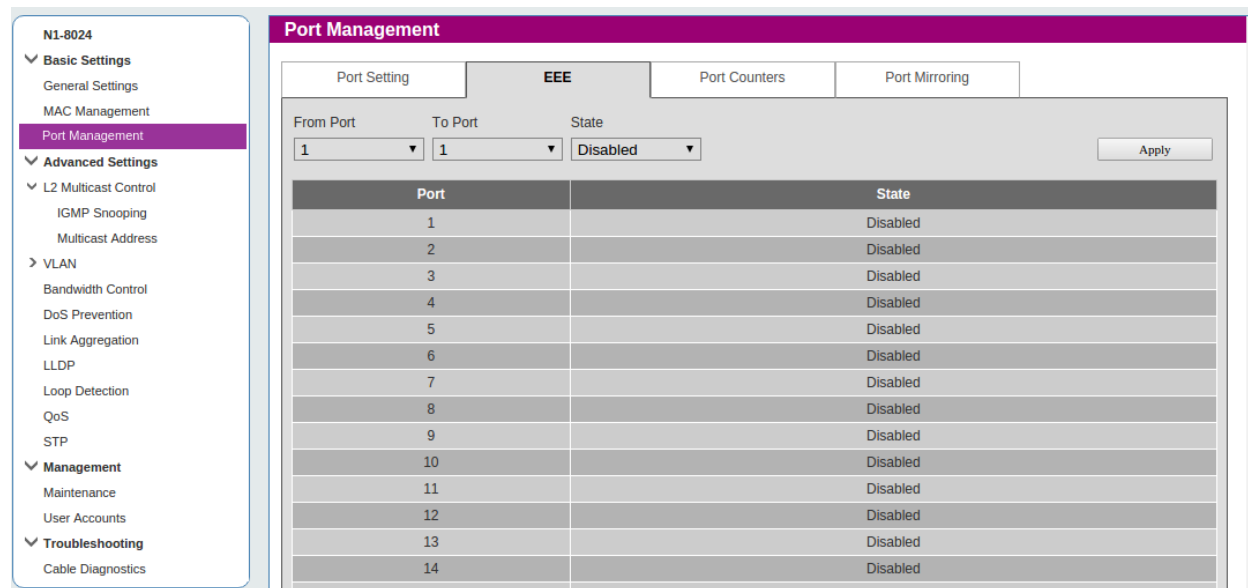 N1-8024
Basic Settings
General Settings
MAC Management
Port Management
Advanced Settings
L2 Multicast Control
IGMP Snooping
Multicast Address
VLAN
Bandwidth Control
DoS Prevention
Link Aggregation
LLDP
Loop Detection
QoS
STP
Management
Maintenance
User Accounts
Troubleshooting
Cable Diagnostics
Port Management
Port Setting EEE Port Counters Port Mirroring
From Port To Port State
1 1 Disabled Apply
Port State
1 Disabled
2 Disabled
3 Disabled
4 Disabled
5 Disabled
6 Disabled
7 Disabled
8 Disabled
9 Disabled
10 Disabled
11 Disabled
12 Disabled
13 Disabled
14 Disabled